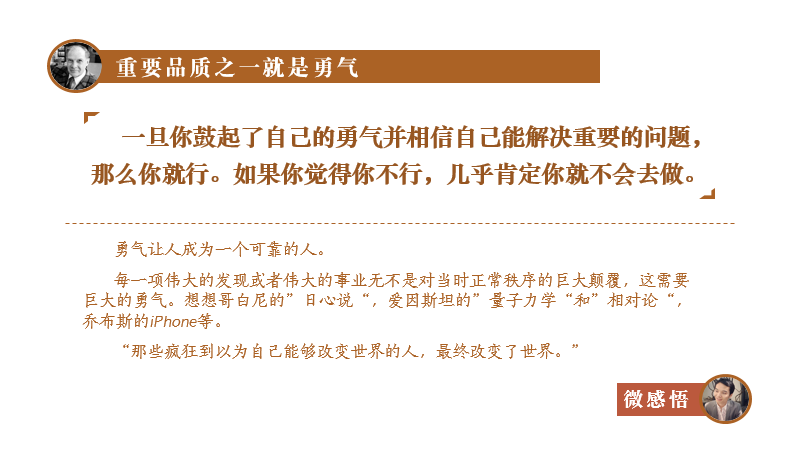 重要品质之一就是勇气
一旦你鼓起了自己的勇气并相信自己能解决重要的问题，
那么你就行。如果你觉得你不行，几乎肯定你就不会去做。
勇气让人成为一个可靠的人。
每一项伟大的发现或者伟大的事业无不是对当时正常秩序的巨大颠覆，这需要
巨大的勇气。想想哥白尼的”日心说“，爱因斯坦的”量子力学“和”相对论“，
乔布斯的iPhone等。
“那些疯狂到以为自己能够改变世界的人，最终改变了世界。”
微感悟